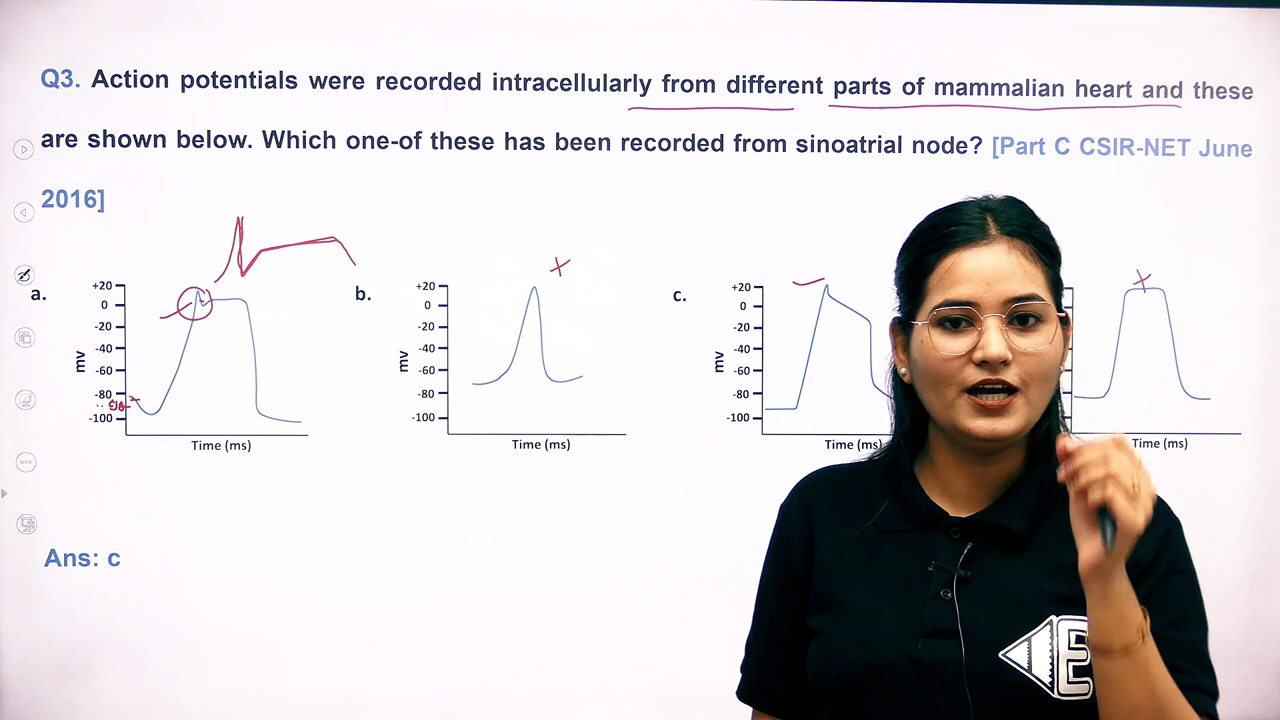 Q3. Action potentials were recorded intracellularly from different parts of mammalian heart and these
are shown below. Which one-of these has been recorded from sinoatrial node? [Part C CSIR-NET June
2016]
a.
+20
0
-20
-40
-60
-80
-90
-100
mv
Time (ms)
b.
+20
0
-20
-40
-60
-80
-100
mv
Time (ms)
c.
+20
0
-20
-40
-60
-80
-100
mv
Time (ms)
Time (ms)
Ans: c
E